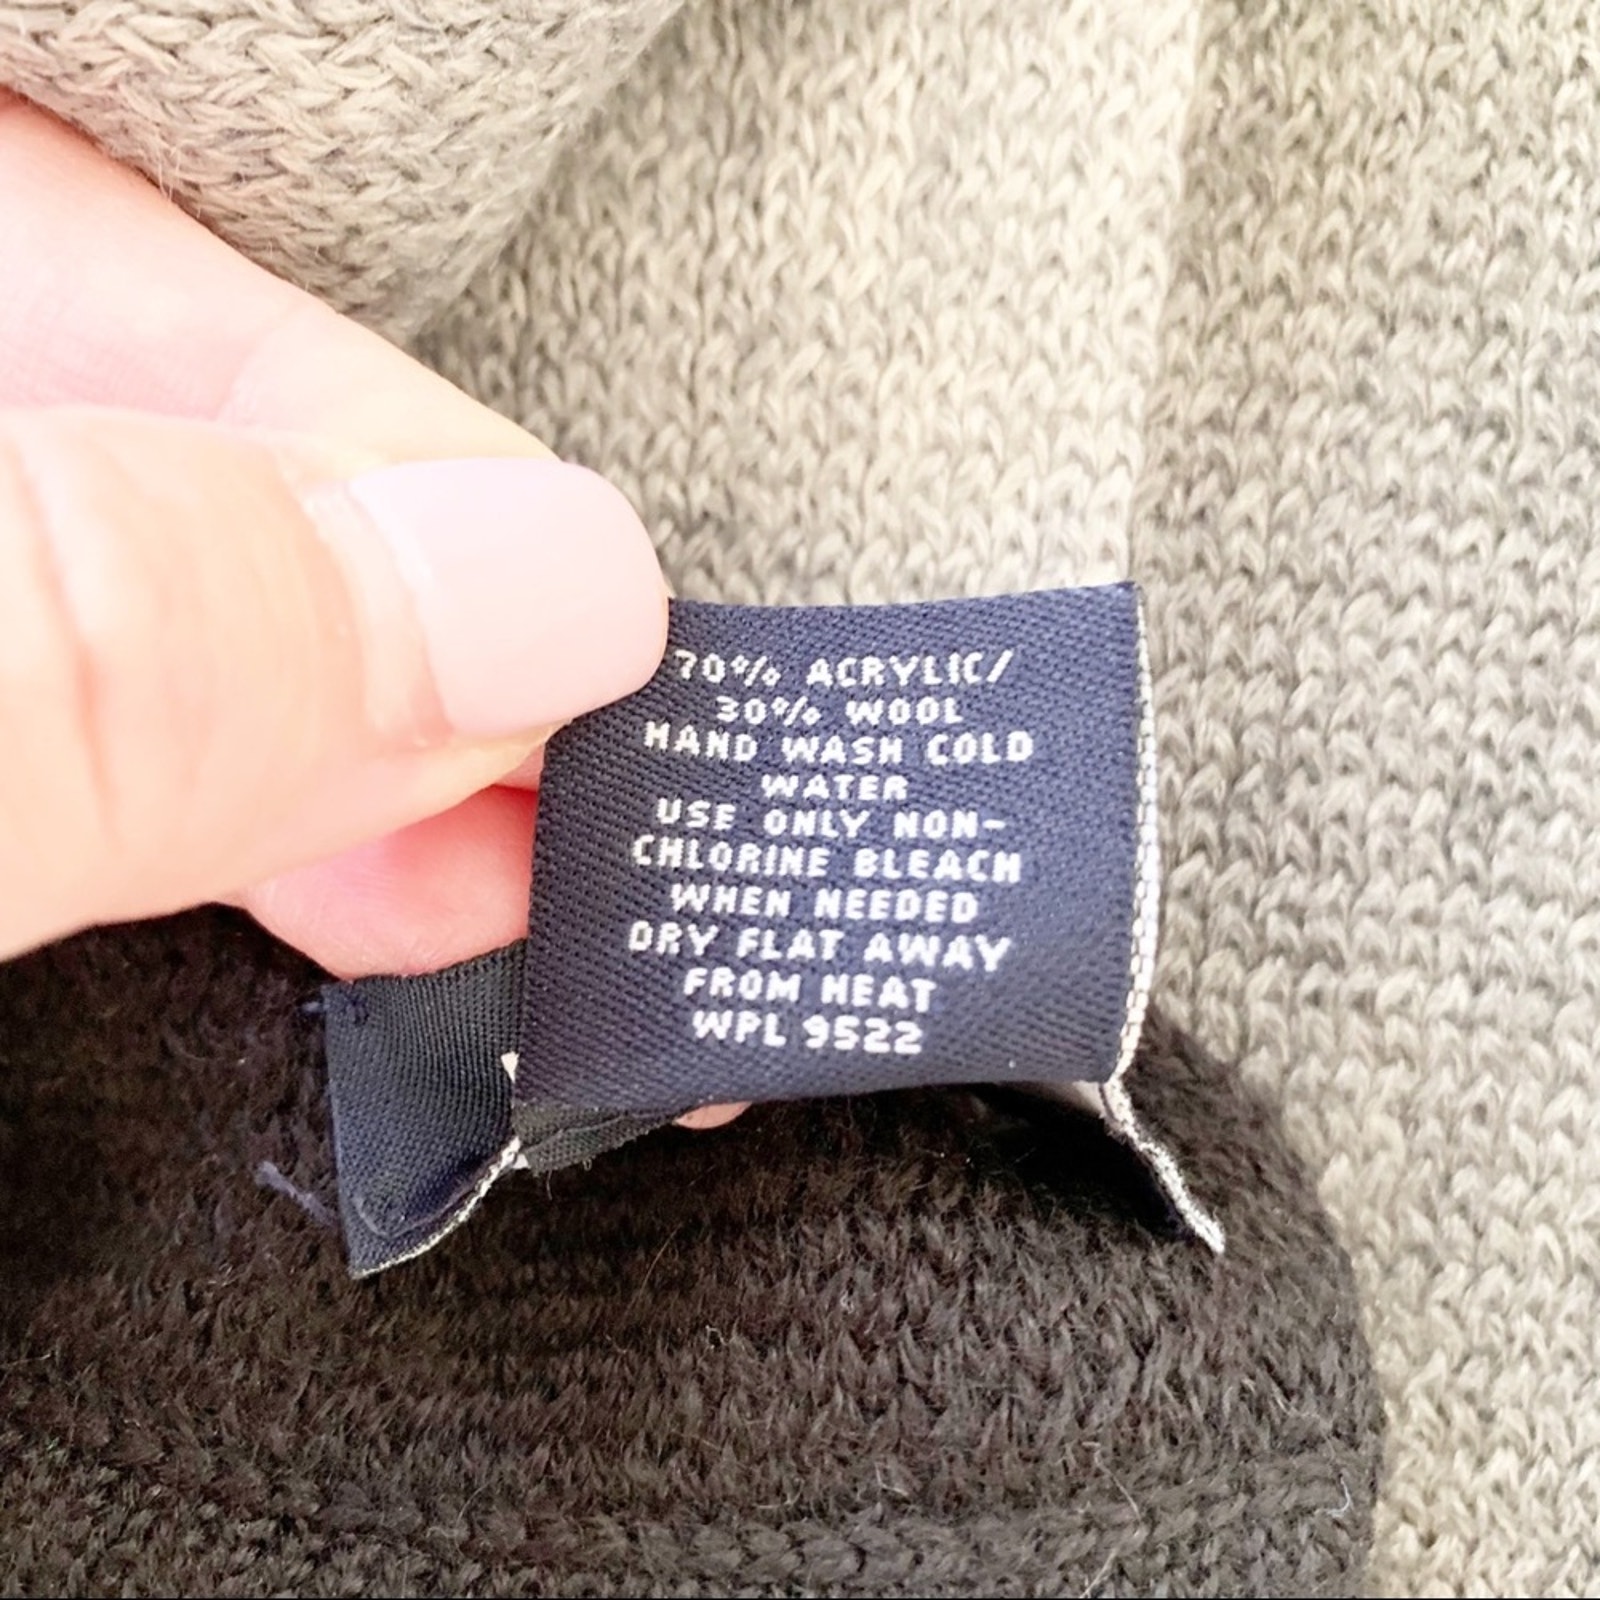 70% ACRYLIC/
30% WOOL
HAND WASH COLD
WATER
USE ONLY NON-
CHLORINE BLEACH
WHEN NEEDED
DRY FLAT AWAY
FROM HEAT
WPL 9522